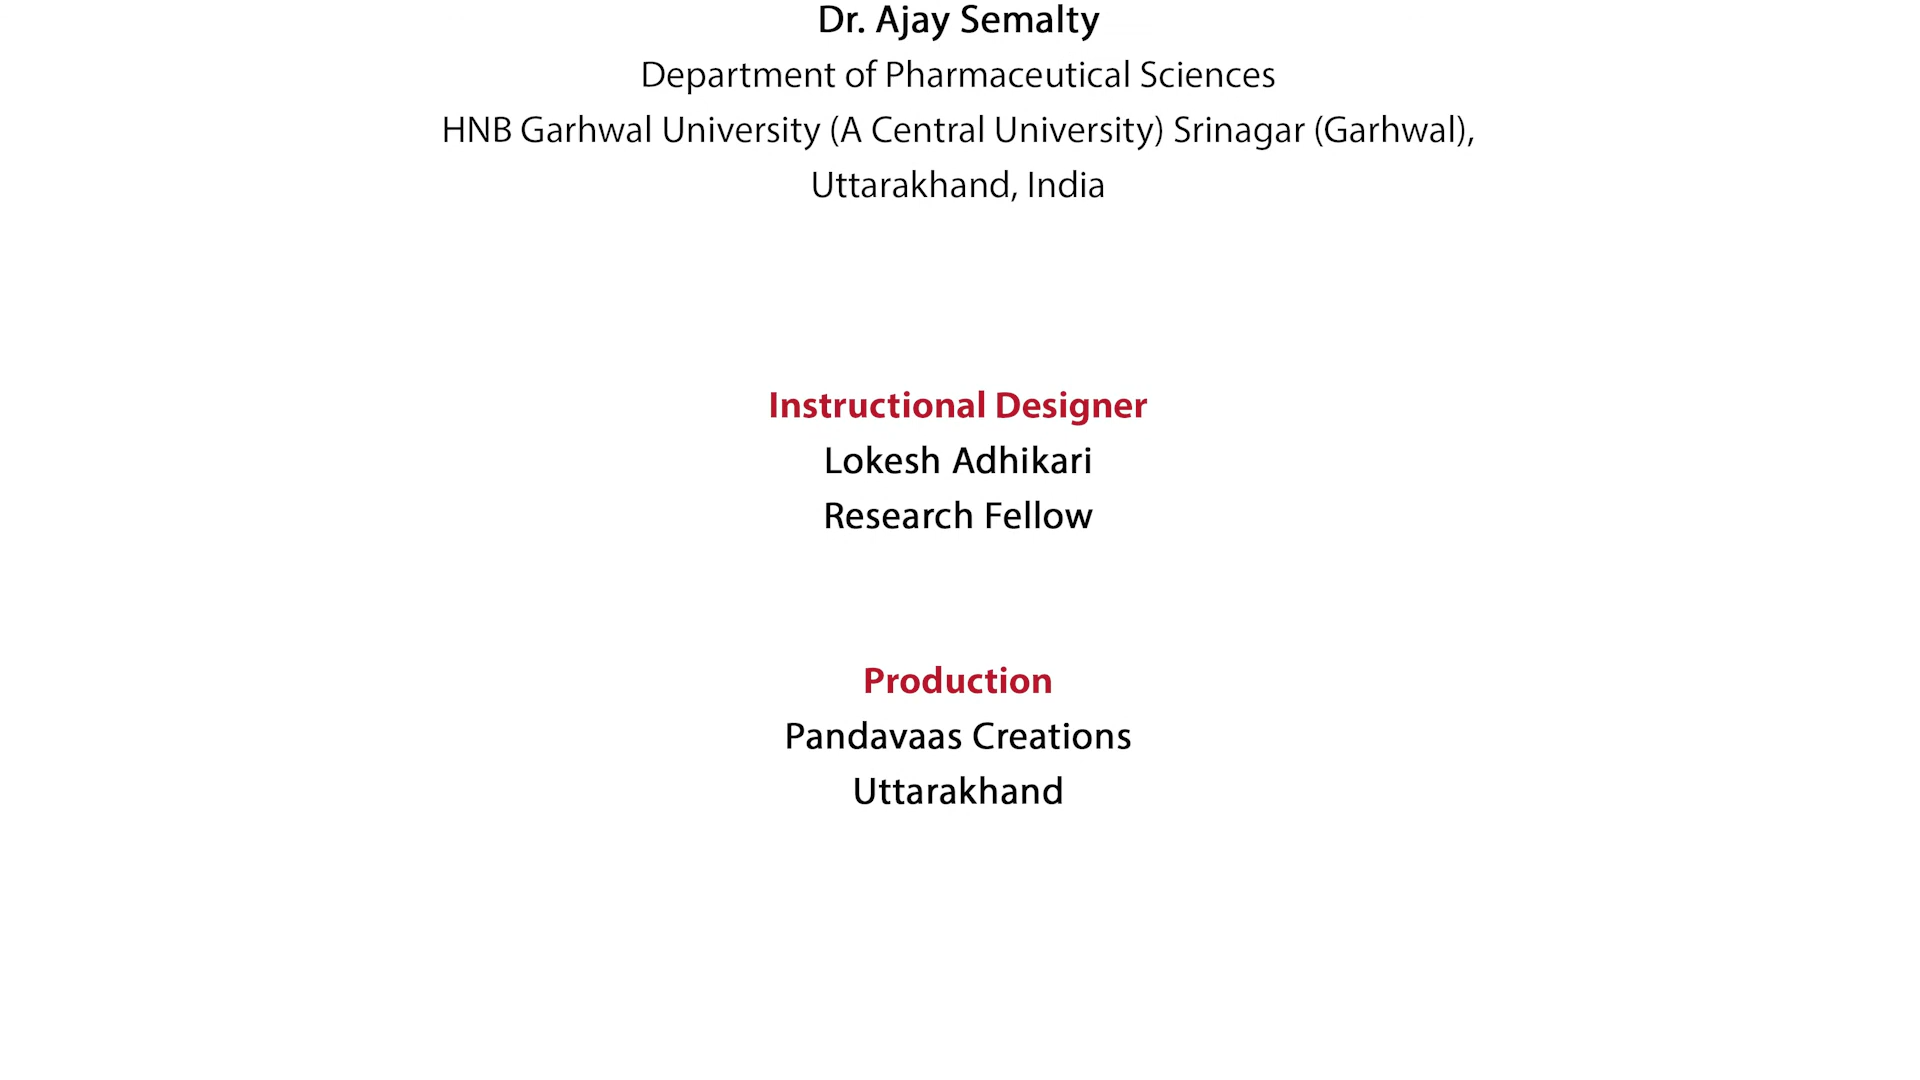 Dr. Ajay Semalty
Department of Pharmaceutical Sciences
HNB Garhwal University (A Central University) Srinagar (Garhwal),
Uttarakhand, India
Instructional Designer
Lokesh Adhikari
Research Fellow
Production
Pandavaas Creations
Uttarakhand